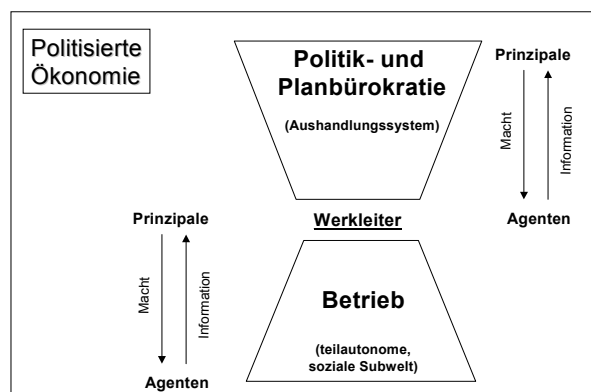 Politisierte
Ökonomie
Politik- und
Planbürokratie
(Aushandlungssystem)
Prinzipale
Macht
Information
Agenten
Werkleiter
Prinzipale
Macht
Information
Agenten
Betrieb
(teilautonome,
soziale Subwelt)